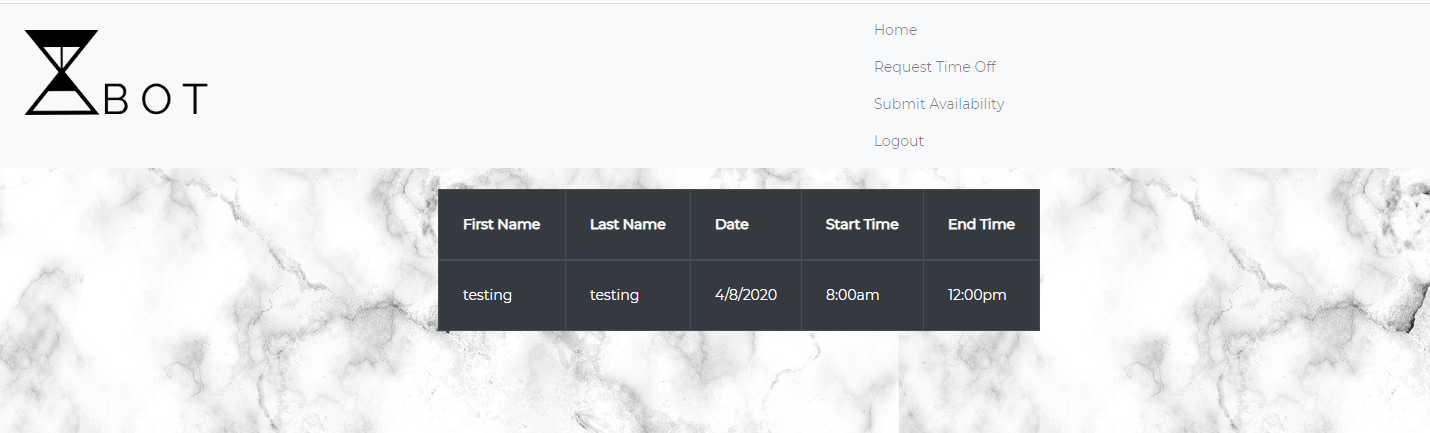 BOT
Home
Request Time Off
Submit Availability
Logout
First Name Last Name Date Start Time End Time
testing testing 4/8/2020 8:00am 12:00pm